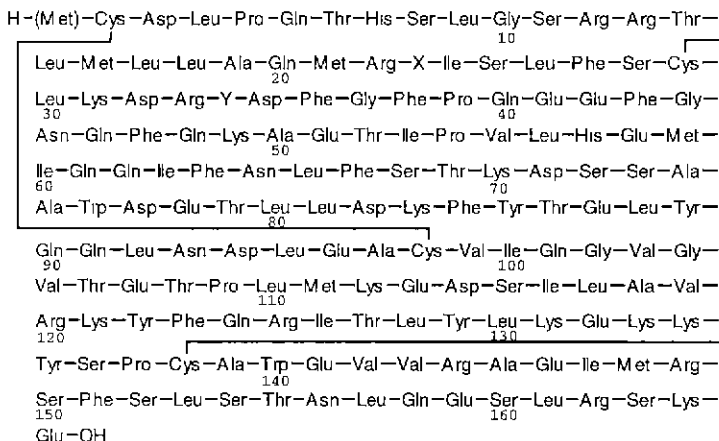 H-(Met)-Cys-Asp-Leu-Pro-Gln-Thr-His-Ser-Leu-Gly-Ser-Arg-Arg-Thr-
10
Leu-Met-Leu-Leu-Ala-Gln-Met-Arg-X-Ile-Ser-Leu-Phe-Ser-Cys-
20
Leu-Lys-Asp-Arg-Y-Asp-Phe-Gly-Phe-Pro-Gln-Glu-Glu-Phe-Gly-
30 40
Asn-Gln-Phe-Gln-Lys-Ala-Glu-Thr-Ile-Pro-Val-Leu-His-Glu-Met-
50
Ile-Gln-Gln-Ile-Phe-Asn-Leu-Phe-Ser-Thr-Lys-Asp-Ser-Ser-Ala-
60 70
Ala-Trp-Asp-Glu-Thr-Leu-Leu-Asp-Lys-Phe-Tyr-Thr-Glu-Leu-Tyr-
80
Gln-Gln-Leu-Asn-Asp-Leu-Glu-Ala-Cys-Val-Ile-Gln-Gly-Val-Gly-
90 100
Val-Thr-Glu-Thr-Pro-Leu-Met-Lys-Glu-Asp-Ser-Ile-Leu-Ala-Val-
110
Arg-Lys-Tyr-Phe-Gln-Arg-Ile-Thr-Leu-Tyr-Leu-Lys-Glu-Lys-Lys-
120 130
Tyr-Ser-Pro-Cys-Ala-Trp-Glu-Val-Val-Arg-Ala-Glu-Ile-Met-Arg-
140
Ser-Phe-Ser-Leu-Ser-Thr-Asn-Leu-Gln-Glu-Ser-Leu-Arg-Ser-Lys-
150 160
Glu-OH